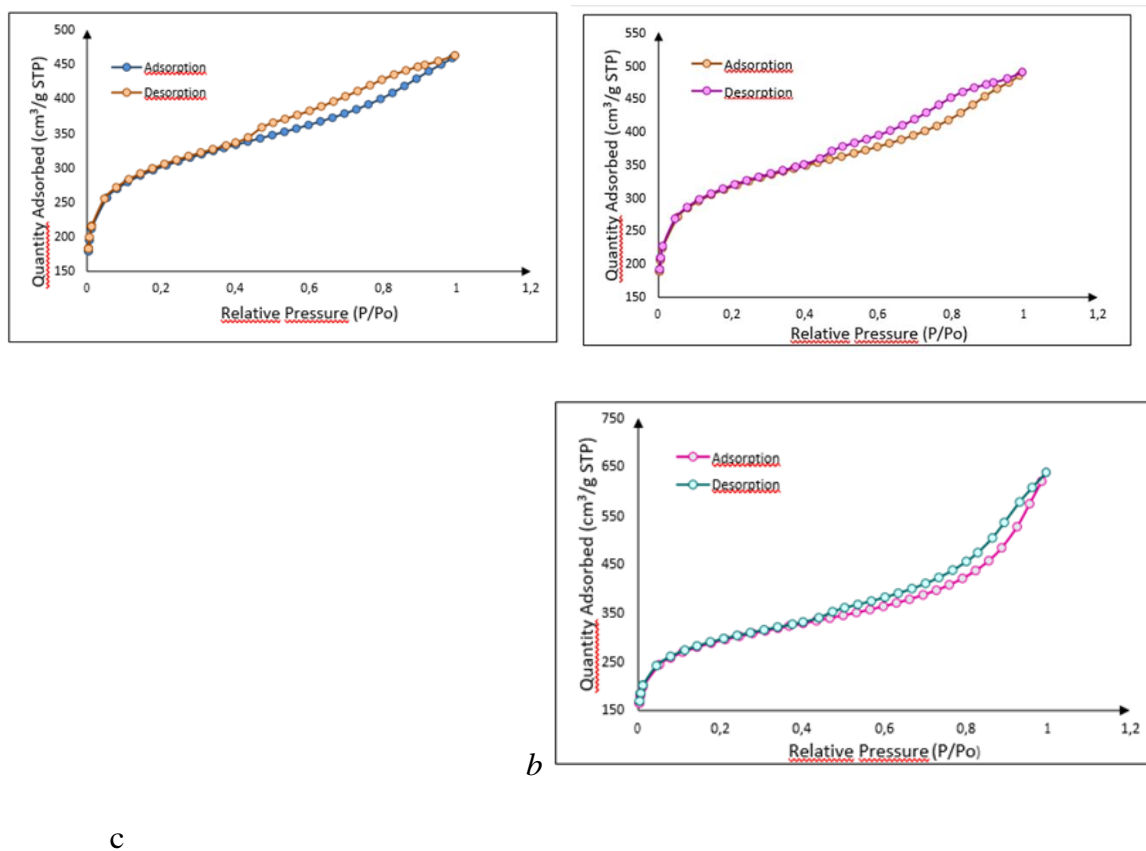 500
450
400
350
300
250
200
150
Quantity Adsorbed (cm³/g STP)
Adsorption
Desorption
0 0,2 0,4 0,6 0,8 1 1,2
Relative Pressure (P/Po)
550
500
450
400
350
300
250
200
150
Quantity Adsorbed (cm³/g STP)
Adsorption
Desorption
0 0,2 0,4 0,6 0,8 1 1,2
Relative Pressure (P/Po)
750
650
550
450
350
250
150
Quantity Adsorbed (cm³/g STP)
Adsorption
Desorption
0 0,2 0,4 0,6 0,8 1 1,2
Relative Pressure (P/Po)
b
c